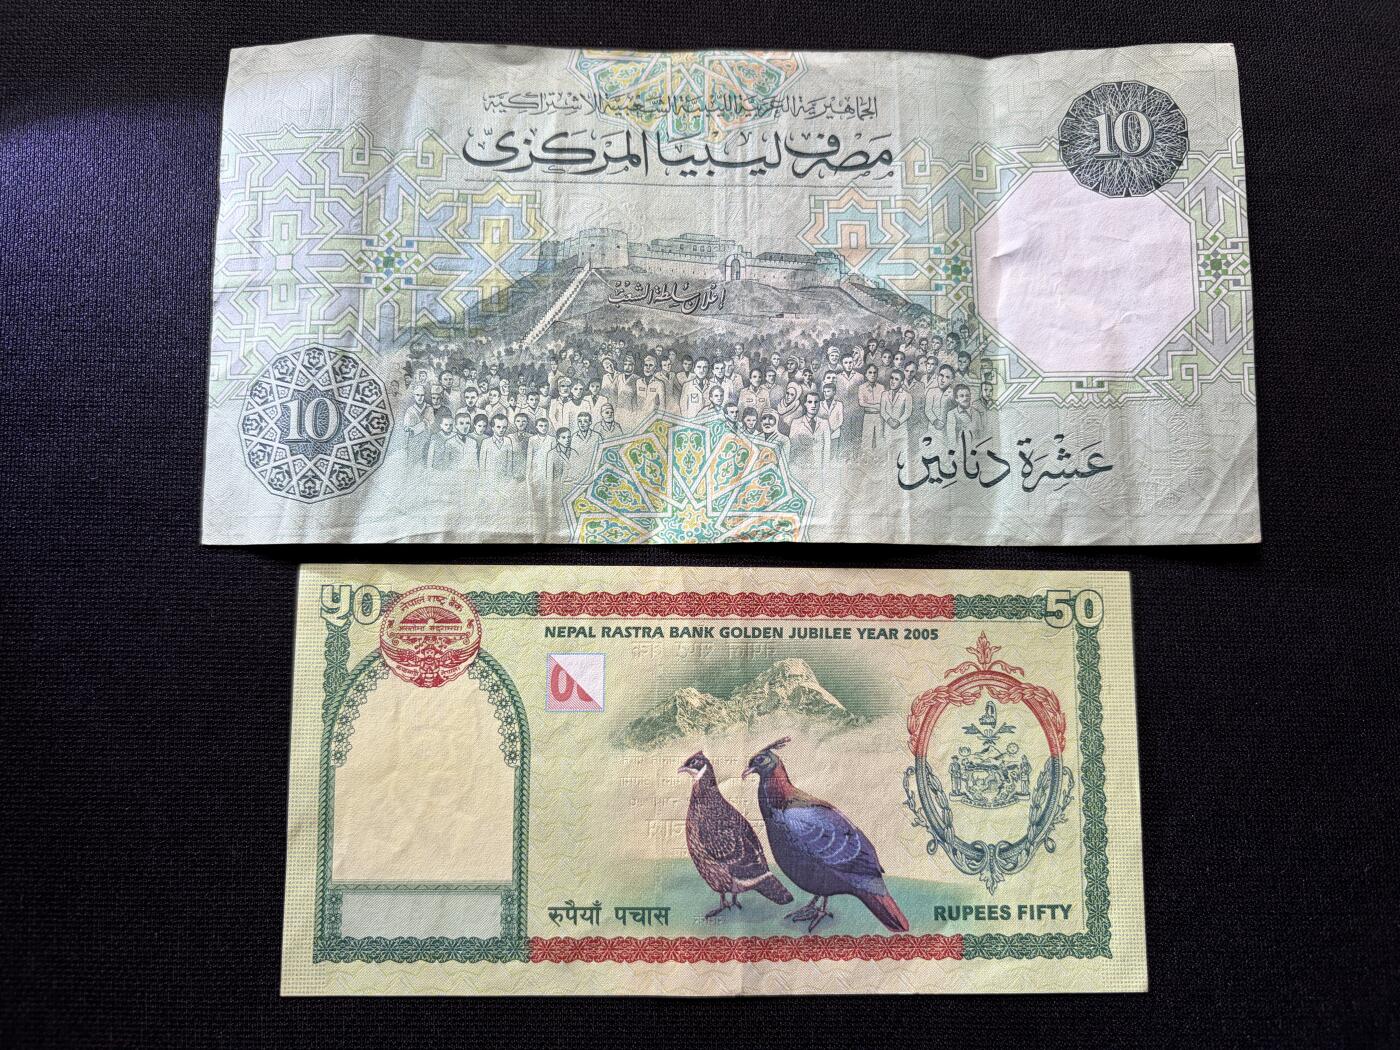 الجماهيرية العربية الليبية الشعبية الاشتراكية
مصرف ليبيا المركزي
10
إعلان سلطة الشعب
10
عشرة دنانير
५०
नेपाल राष्ट्र बैंक
50
NEPAL RASTRA BANK GOLDEN JUBILEE YEAR 2005
रुपैयाँ पचास
RUPEES FIFTY